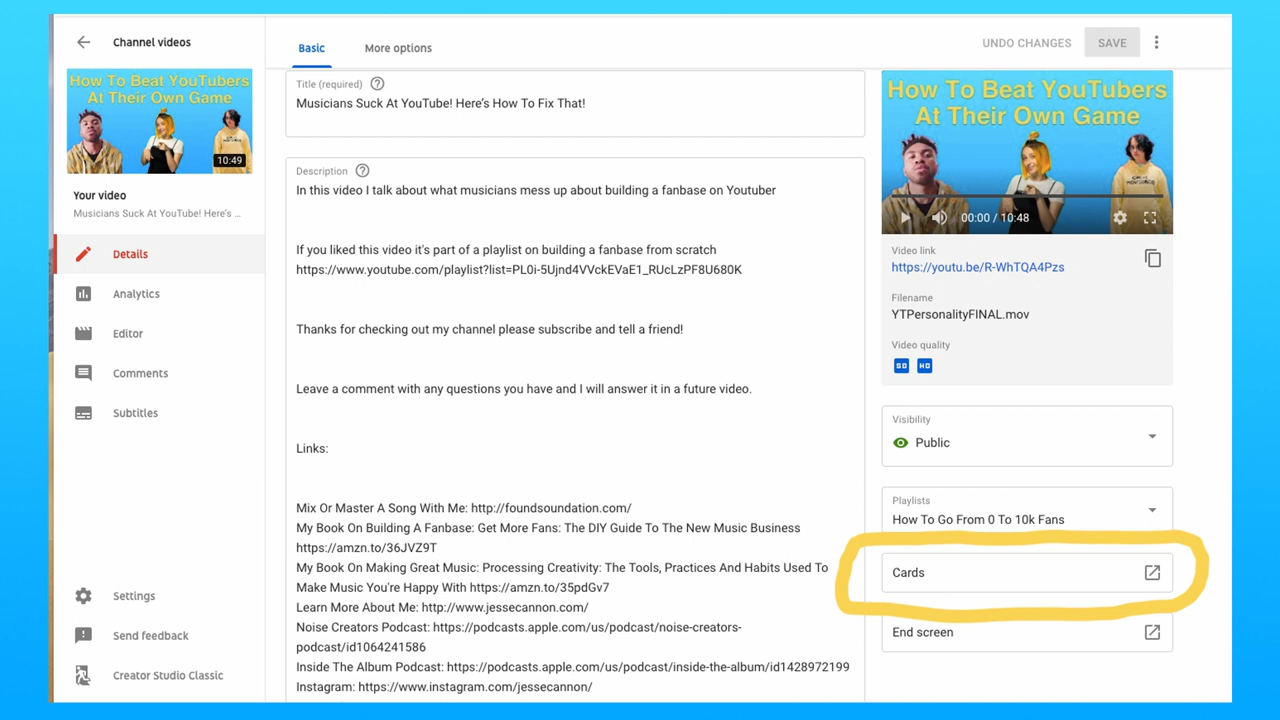 Channel videos
How To Beat YouTubers
At Their Own Game
10:49
Your video
Musicians Suck At YouTube! Here's ...
Details
Analytics
Editor
Comments
Subtitles
Settings
Send feedback
Creator Studio Classic
Basic
More options
UNDO CHANGES
SAVE
Title (required)
Musicians Suck At YouTube! Here's How To Fix That!
Description
In this video I talk about what musicians mess up about building a fanbase on Youtuber
If you liked this video it's part of a playlist on building a fanbase from scratch
https://www.youtube.com/playlist?list=PL0i-5Ujnd4VVckEVaE1_RUcLzPF8U680K
Thanks for checking out my channel please subscribe and tell a friend!
Leave a comment with any questions you have and I will answer it in a future video.
Links:
Mix Or Master A Song With Me: http://foundsoundation.com/
My Book On Building A Fanbase: Get More Fans: The DIY Guide To The New Music Business
https://amzn.to/36JVZ9T
My Book On Making Great Music: Processing Creativity: The Tools, Practices And Habits Used To
Make Music You're Happy With https://amzn.to/35pdGv7
Learn More About Me: http://www.jessecannon.com/
Noise Creators Podcast: https://podcasts.apple.com/us/podcast/noise-creators-
podcast/id1064241586
Inside The Album Podcast: https://podcasts.apple.com/us/podcast/inside-the-album/id1428972199
Instagram: https://www.instagram.com/jessecannon/
How To Beat YouTubers
At Their Own Game
00:00 / 10:48
Video link
https://youtu.be/R-WhTQA4Pzs
Filename
YTPersonalityFINAL.mov
Video quality
SD HD
Visibility
Public
Playlists
How To Go From 0 To 10k Fans
Cards
End screen